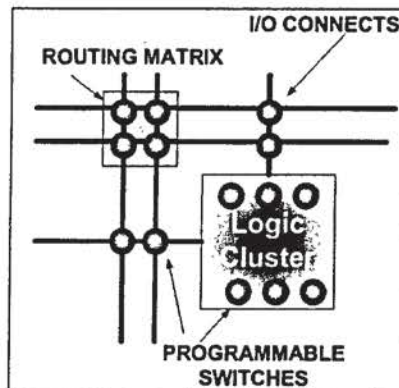 I/O CONNECTS
ROUTING MATRIX
Logic
Cluster
PROGRAMMABLE
SWITCHES